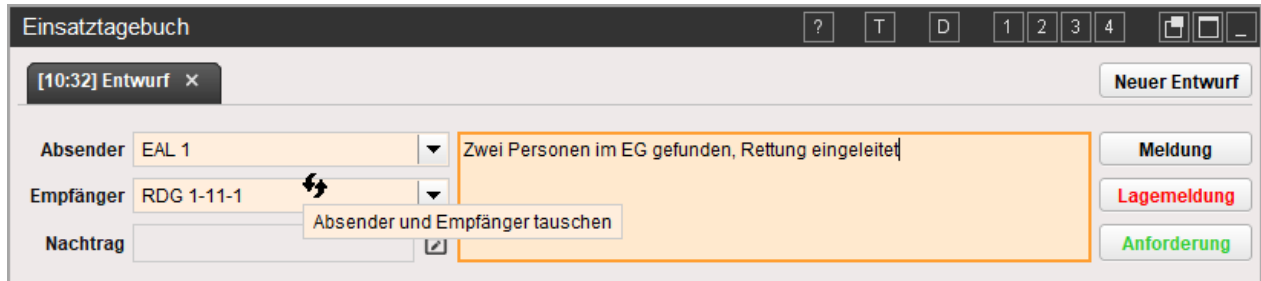 Einsatztagebuch ? T D 1 2 3 4
[10:32] Entwurf × Neuer Entwurf
Absender EAL 1 Zwei Personen im EG gefunden, Rettung eingeleitet Meldung
Empfänger RDG 1-11-1 Lagemeldung
Absender und Empfänger tauschen
Nachtrag Anforderung